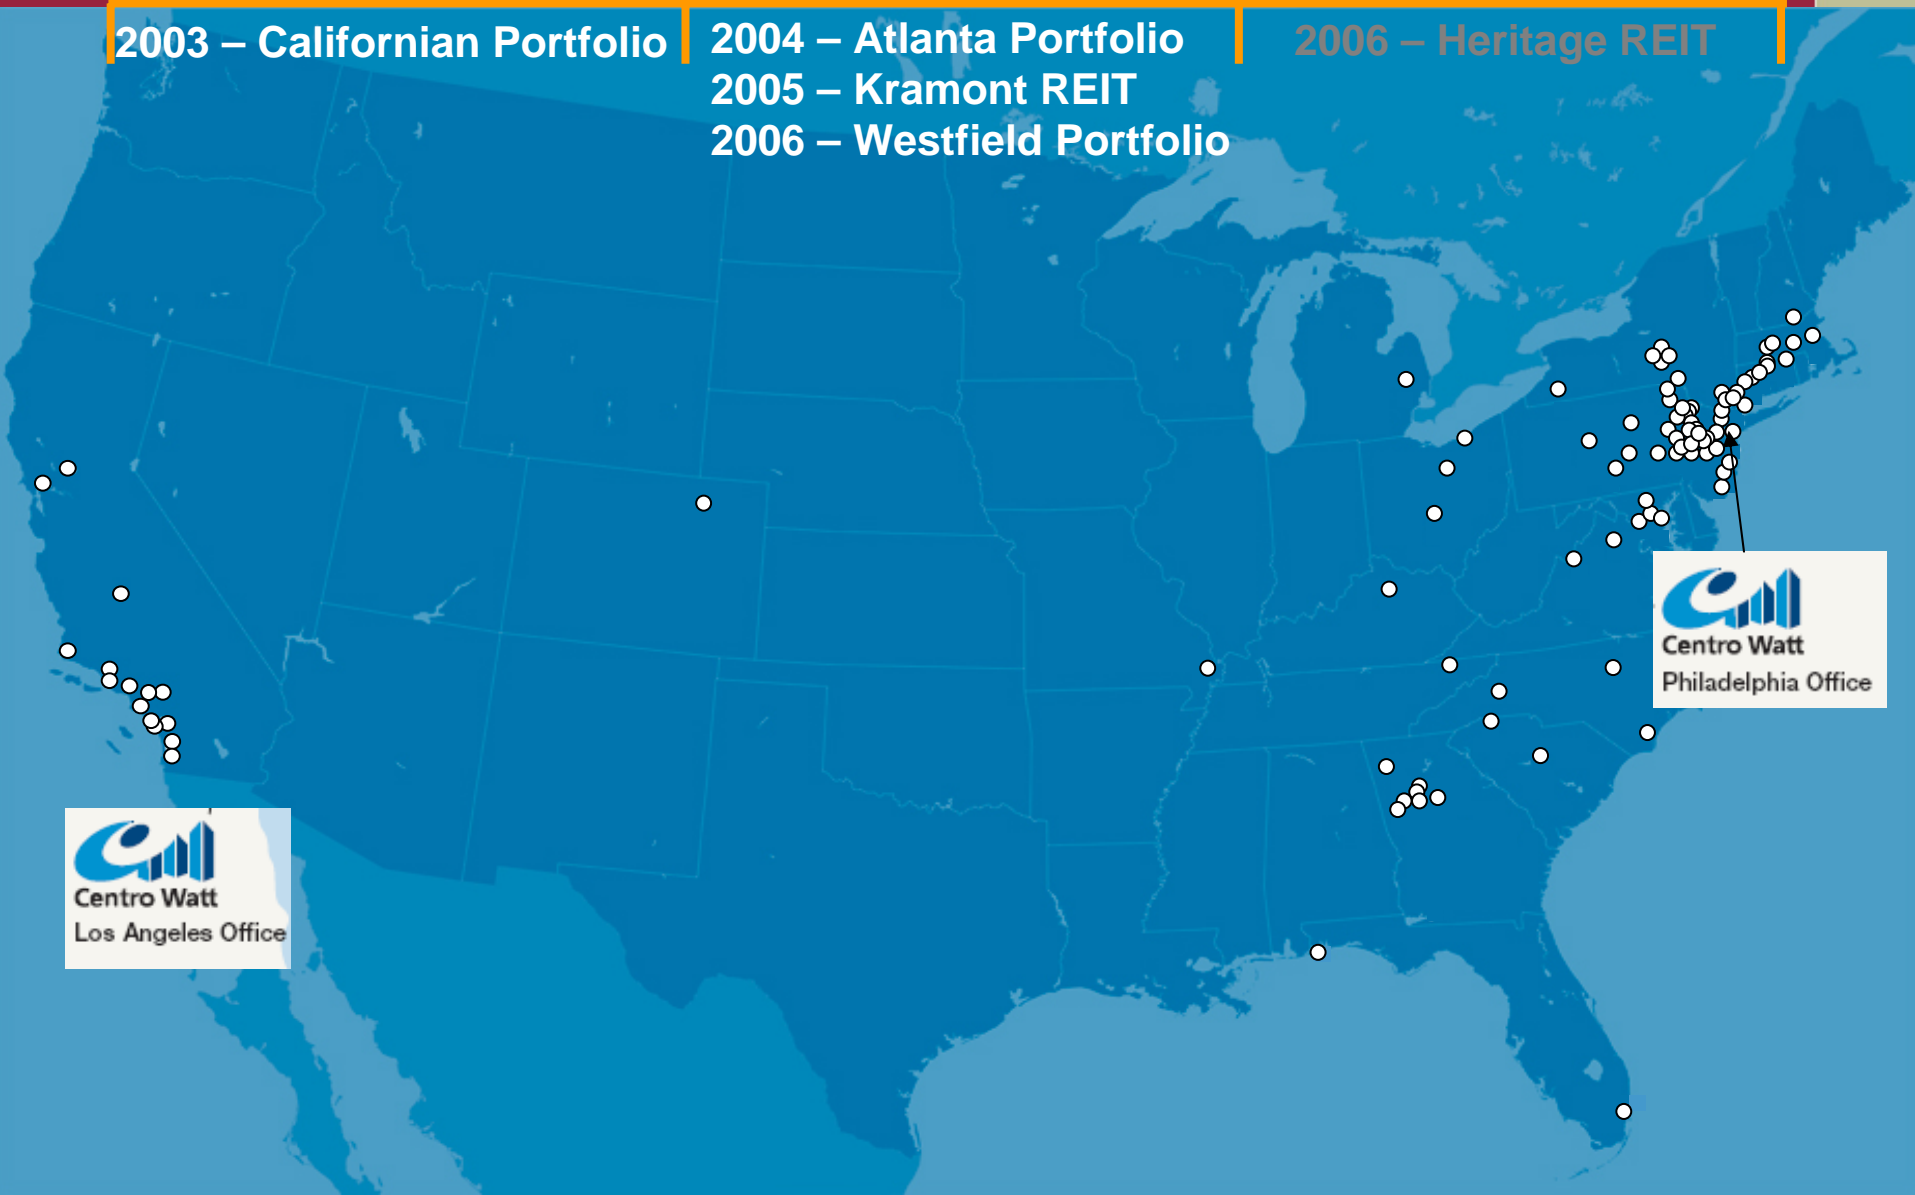 2003 – Californian Portfolio
2004 – Atlanta Portfolio
2005 – Kramont REIT
2006 – Westfield Portfolio
2006 – Heritage REIT
Centro Watt
Philadelphia Office
Centro Watt
Los Angeles Office